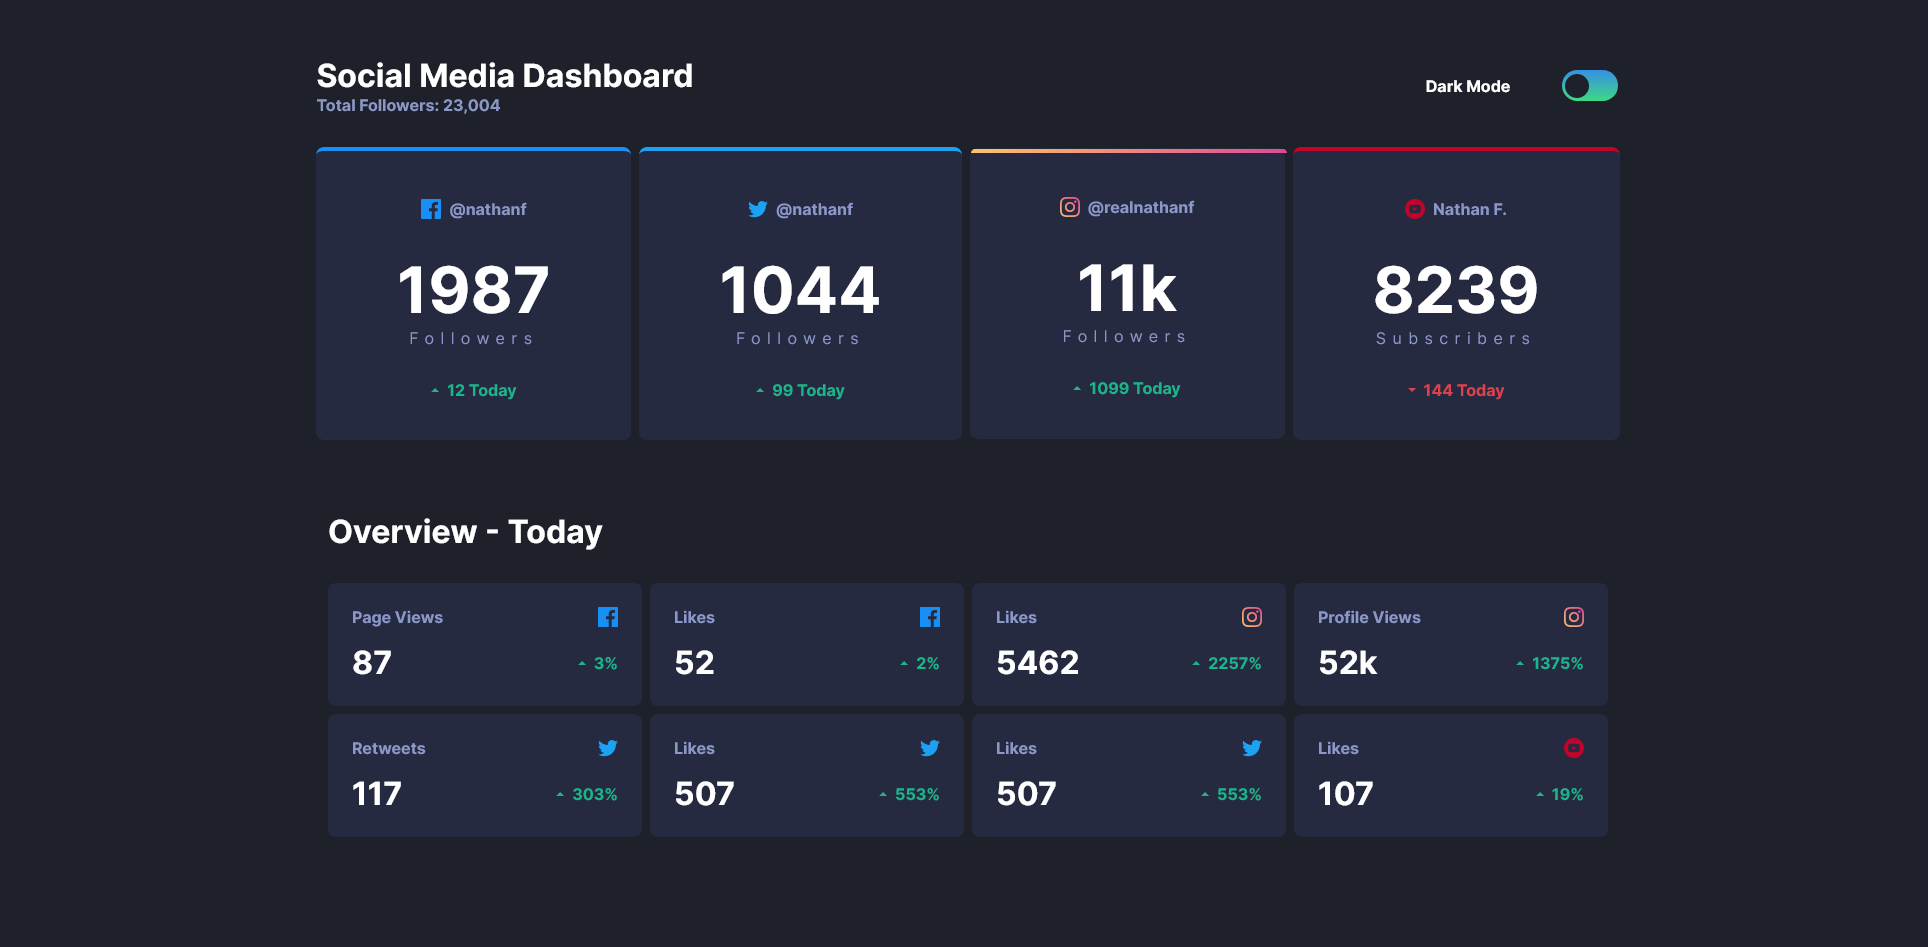 Social Media Dashboard
Total Followers: 23,004
Dark Mode
@nathanf
1987
Followers
12 Today
@nathanf
1044
Followers
99 Today
@realnathanf
11k
Followers
1099 Today
Nathan F.
8239
Subscribers
144 Today
Overview - Today
Page Views
87
3%
Likes
52
2%
Likes
5462
2257%
Profile Views
52k
1375%
Retweets
117
303%
Likes
507
553%
Likes
507
553%
Likes
107
19%